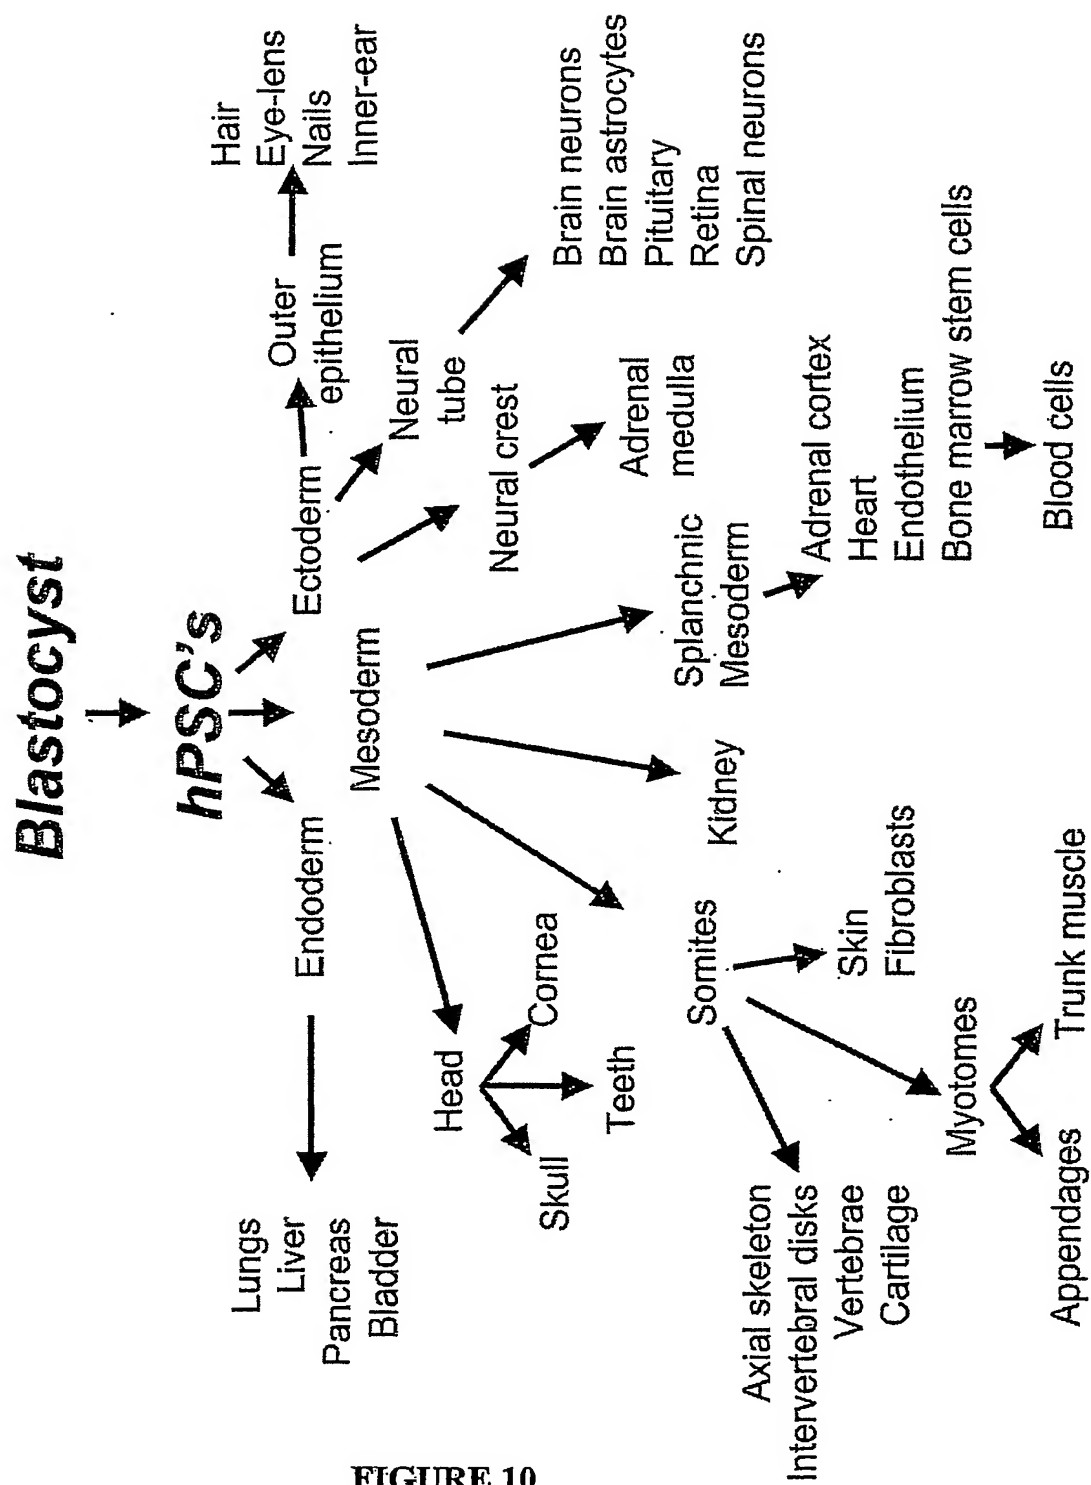 Blastocyst
hPSC's
Endoderm
Mesoderm
Ectoderm
Lungs
Liver
Pancreas
Bladder
Outer
epithelium
Hair
Eye-lens
Nails
Inner-ear
Neural
tube
Brain neurons
Brain astrocytes
Pituitary
Retina
Spinal neurons
Neural crest
Adrenal
medulla
Head
Skull
Teeth
Cornea
Somites
Axial skeleton
Intervertebral disks
Vertebrae
Cartilage
Myotomes
Appendages
Trunk muscle
Skin
Fibroblasts
Kidney
Splanchnic
Mesoderm
Adrenal cortex
Heart
Endothelium
Bone marrow stem cells
Blood cells
FIGURE 10